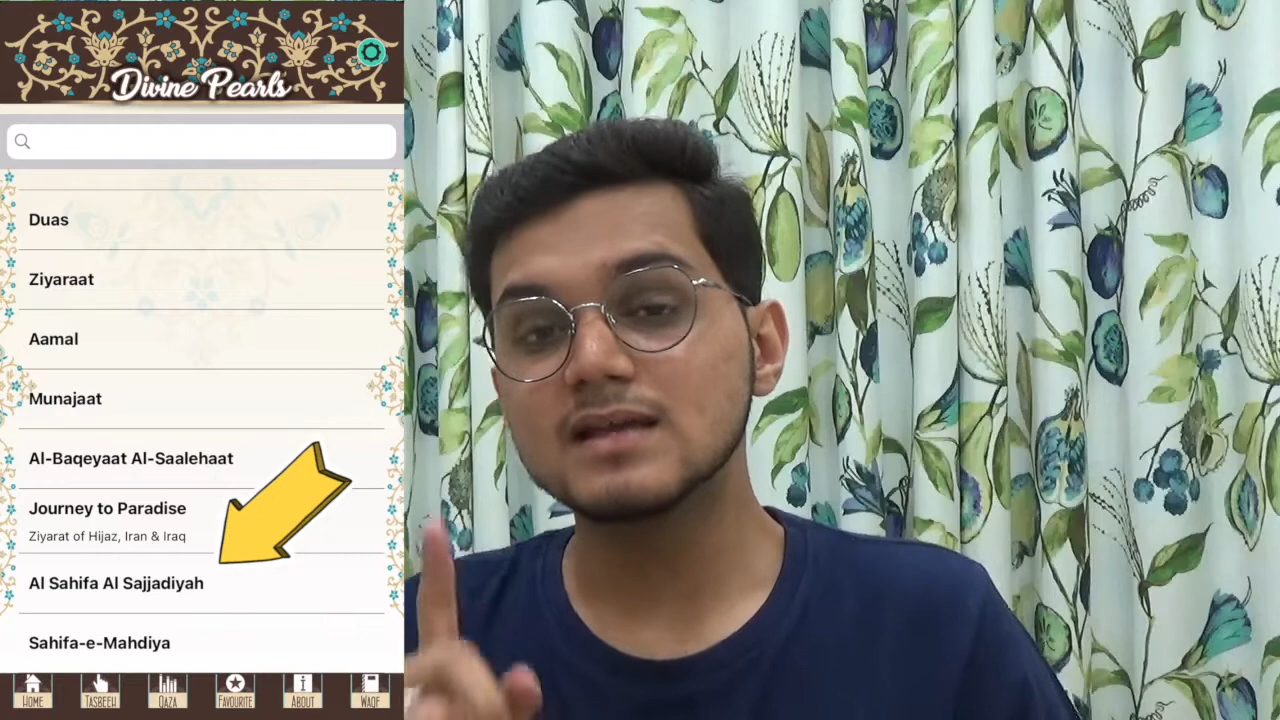 Divine Pearls
Duas
Ziyaraat
Aamal
Munajaat
Al-Baqeyaat Al-Saalehaat
Journey to Paradise
Ziyarat of Hijaz, Iran & Iraq
Al Sahifa Al Sajjadiyah
Sahifa-e-Mahdiya
HOME
TASBEEH
QAZA
FAVOURITE
ABOUT
WAQF